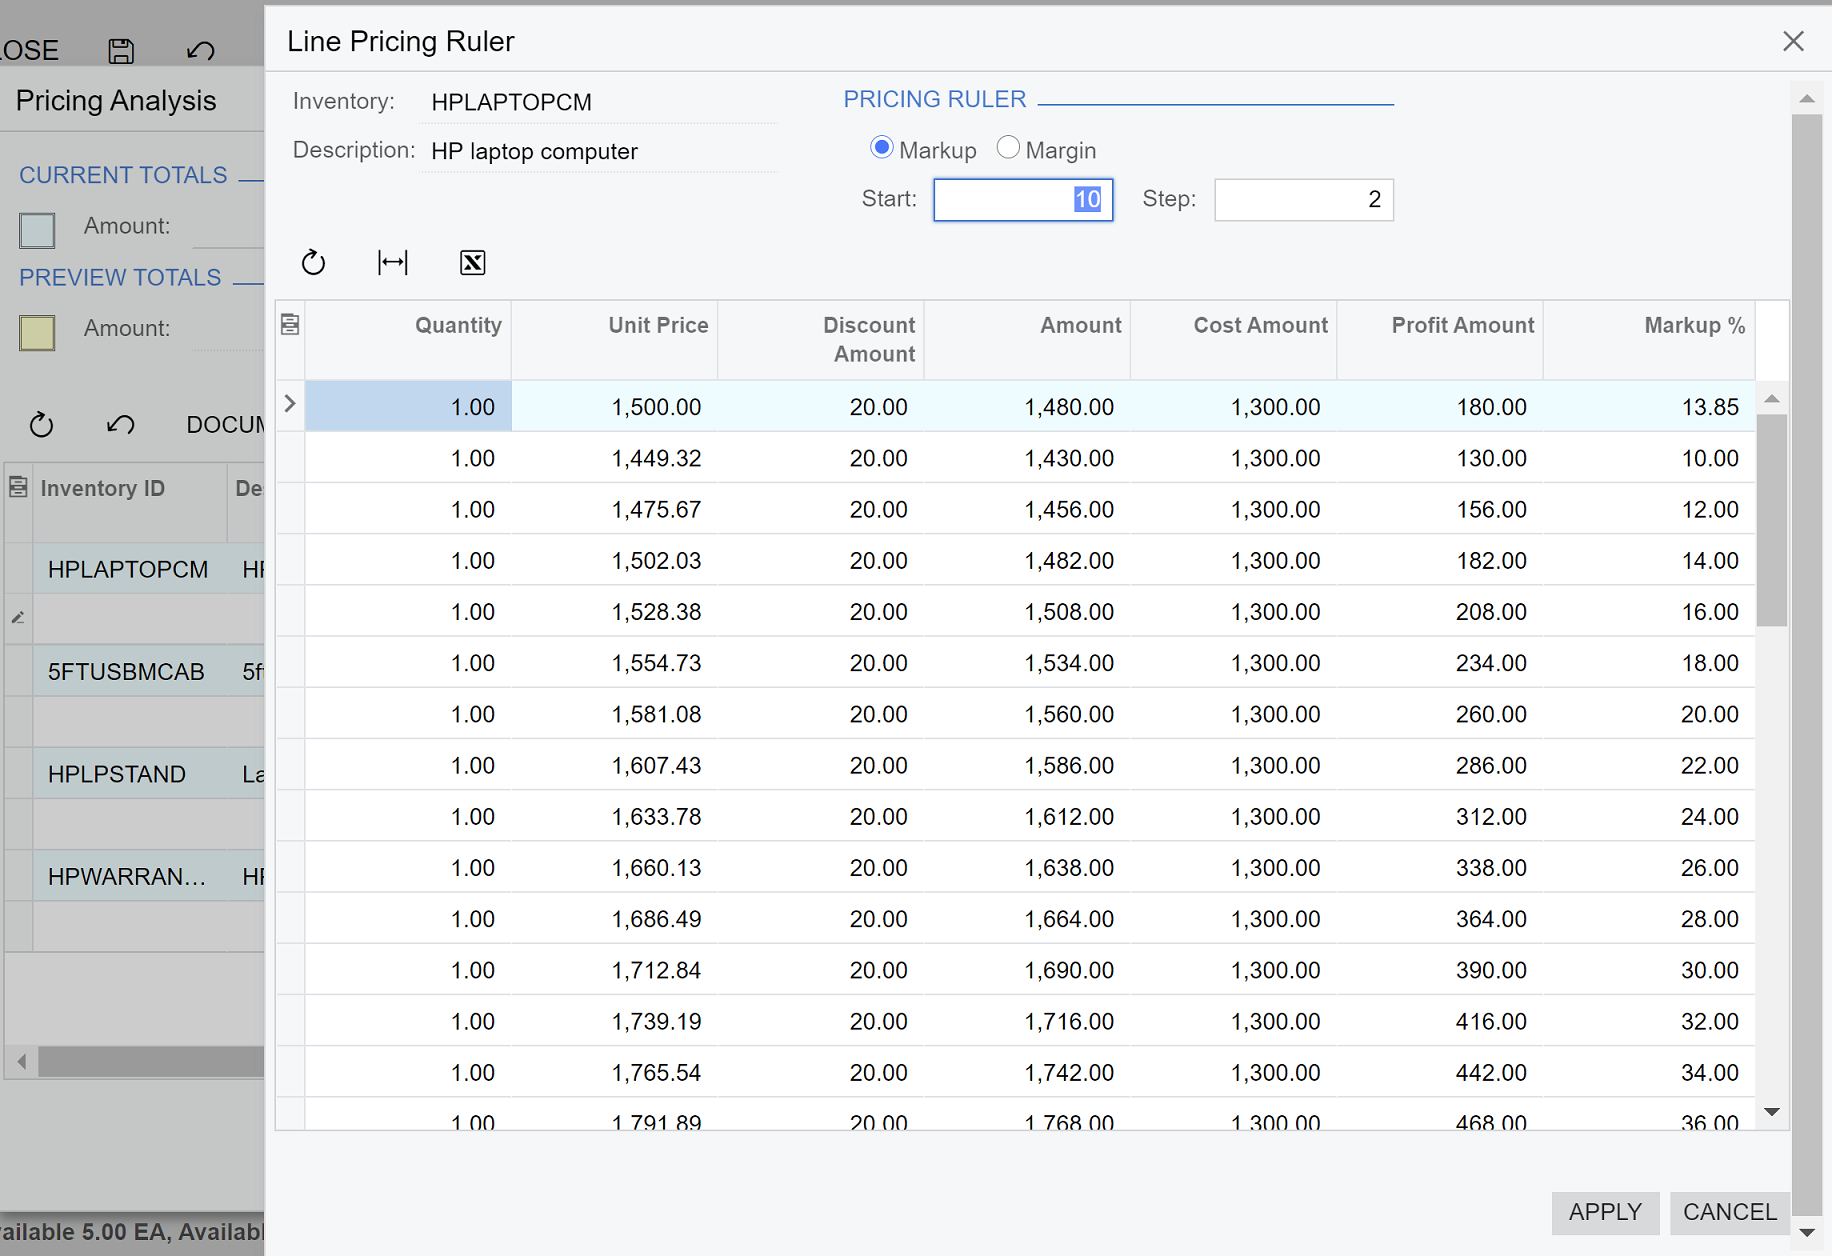 OSE
Pricing Analysis
CURRENT TOTALS
Amount:
PREVIEW TOTALS
Amount:
DOCUM
Inventory ID De
HPLAPTOPCM HP
5FTUSBMCAB 5f
HPLPSTAND La
HPWARRAN... HP
ailable 5.00 EA, Availab
Line Pricing Ruler
Inventory: HPLAPTOPCM
Description: HP laptop computer
PRICING RULER
Markup Margin
Start: 10 Step: 2
Quantity Unit Price Discount Amount Amount Cost Amount Profit Amount Markup %
1.00 1,500.00 20.00 1,480.00 1,300.00 180.00 13.85
1.00 1,449.32 20.00 1,430.00 1,300.00 130.00 10.00
1.00 1,475.67 20.00 1,456.00 1,300.00 156.00 12.00
1.00 1,502.03 20.00 1,482.00 1,300.00 182.00 14.00
1.00 1,528.38 20.00 1,508.00 1,300.00 208.00 16.00
1.00 1,554.73 20.00 1,534.00 1,300.00 234.00 18.00
1.00 1,581.08 20.00 1,560.00 1,300.00 260.00 20.00
1.00 1,607.43 20.00 1,586.00 1,300.00 286.00 22.00
1.00 1,633.78 20.00 1,612.00 1,300.00 312.00 24.00
1.00 1,660.13 20.00 1,638.00 1,300.00 338.00 26.00
1.00 1,686.49 20.00 1,664.00 1,300.00 364.00 28.00
1.00 1,712.84 20.00 1,690.00 1,300.00 390.00 30.00
1.00 1,739.19 20.00 1,716.00 1,300.00 416.00 32.00
1.00 1,765.54 20.00 1,742.00 1,300.00 442.00 34.00
1.00 1,791.89 20.00 1,768.00 1,300.00 468.00 36.00
APPLY CANCEL